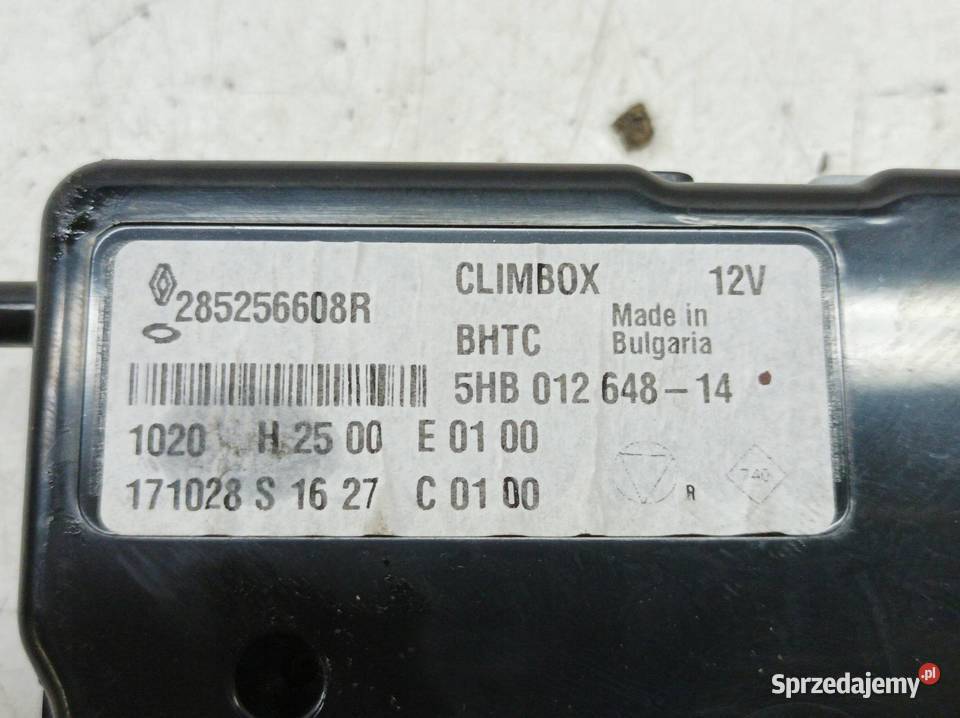 285256608R
CLIMBOX 12V
BHTC Made in
Bulgaria
5HB 012 648-14
1020 H 25 00 E 01 00
171028 S 16 27 C 01 00
R
740
Sprzedajemy.pl